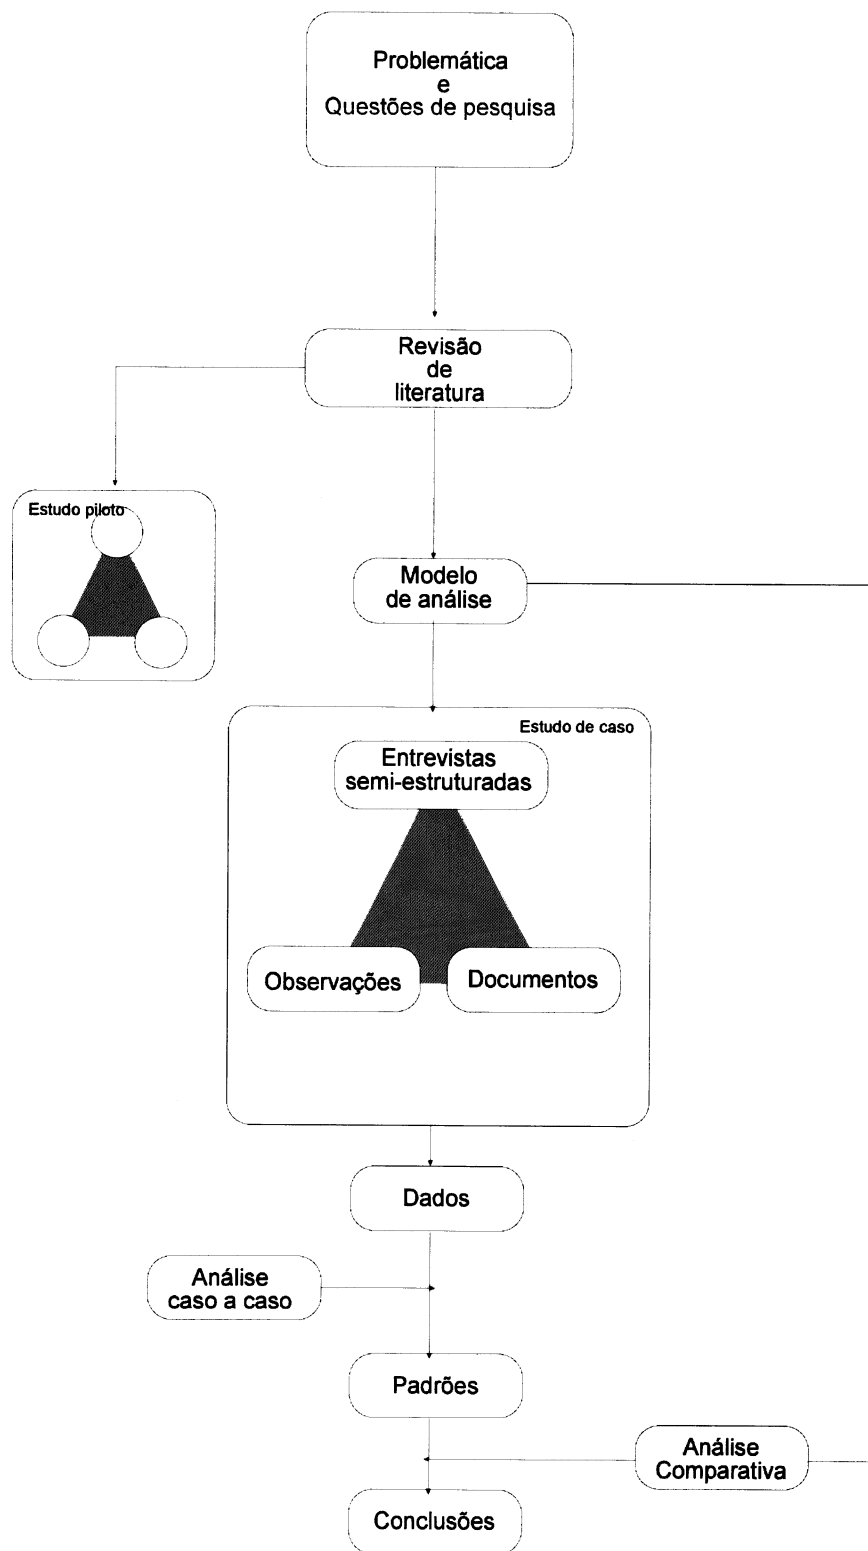 Problemática
e
Questões de pesquisa
Revisão
de
literatura
Estudo piloto
Modelo
de análise
Estudo de caso
Entrevistas
semi-estruturadas
Observações
Documentos
Dados
Análise
caso a caso
Padrões
Análise
Comparativa
Conclusões